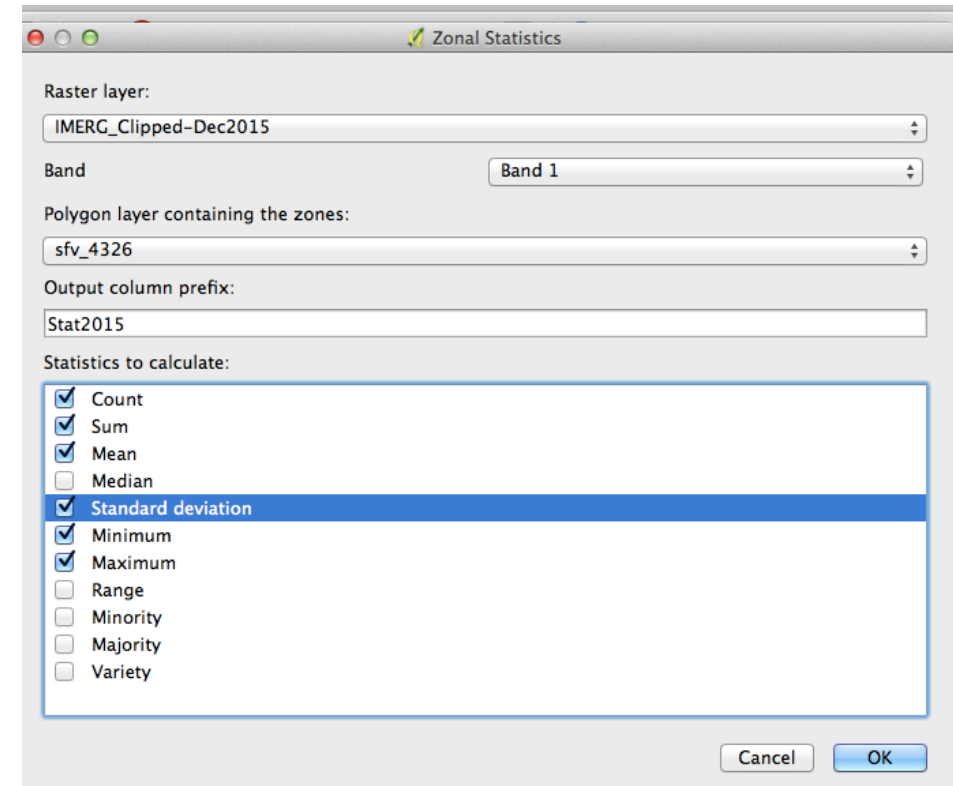 Zonal Statistics
Raster layer:
IMERG_Clipped-Dec2015
Band Band 1
Polygon layer containing the zones:
sfv_4326
Output column prefix:
Stat2015
Statistics to calculate:
Count
Sum
Mean
Median
Standard deviation
Minimum
Maximum
Range
Minority
Majority
Variety
Cancel OK